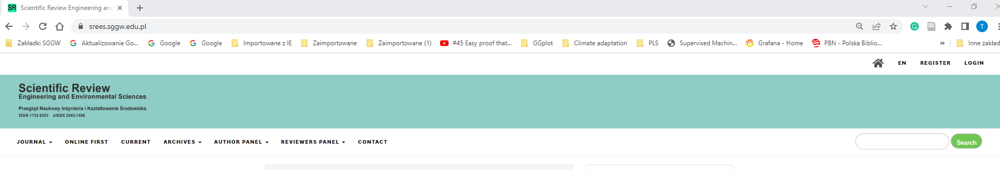 SR Scientific Review Engineering and
srees.sggw.edu.pl T
Zakładki SGGW Aktualizowanie Go... Google Google Importowane z IE Zaimportowane Zaimportowane (1) #45 Easy proof that... GGplot Climate adaptation PLS Supervised Machin... Grafana - Home PBN - Polska Biblio... » Inne zakład
EN REGISTER LOGIN
Scientific Review
Engineering and Environmental Sciences
Przegląd Naukowy Inżynieria i Kształtowanie Środowiska
ISSN 1732-9353 eISSN 2543-7496
JOURNAL ONLINE FIRST CURRENT ARCHIVES AUTHOR PANEL REVIEWERS PANEL CONTACT Search